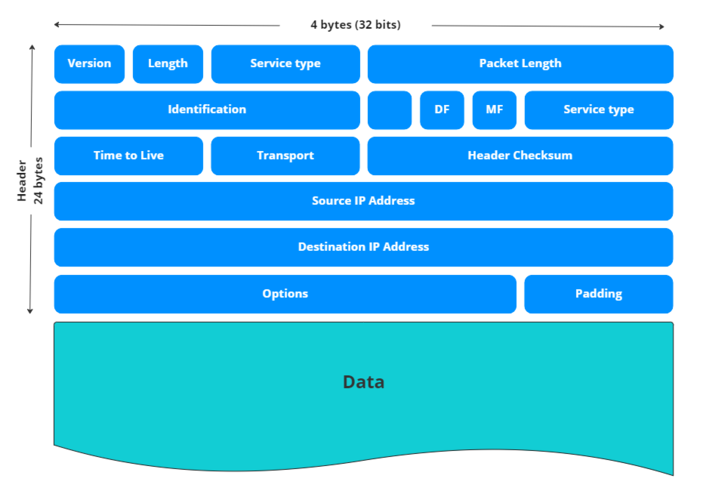 4 bytes (32 bits)
Version Length Service type Packet Length
Identification DF MF Service type
Time to Live Transport Header Checksum
Header
24 bytes
Source IP Address
Destination IP Address
Options Padding
Data